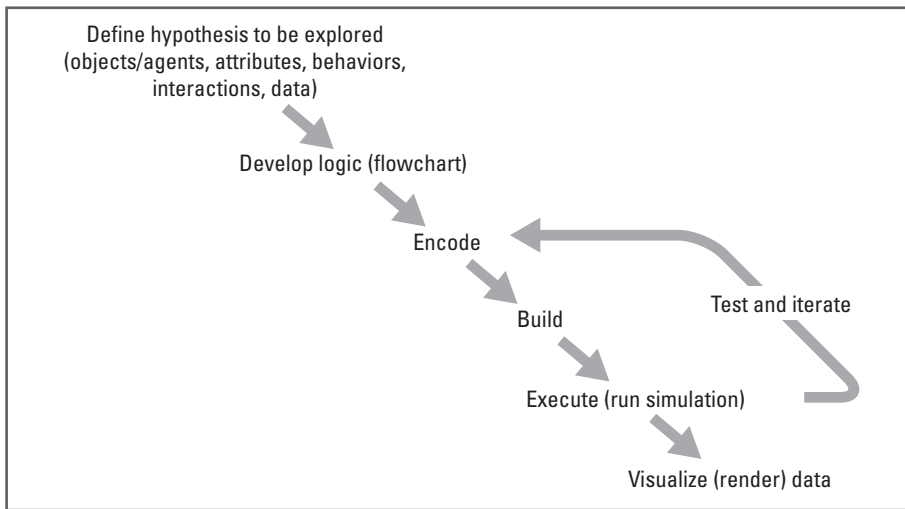 Define hypothesis to be explored
(objects/agents, attributes, behaviors,
interactions, data)
Develop logic (flowchart)
Encode
Build
Test and iterate
Execute (run simulation)
Visualize (render) data